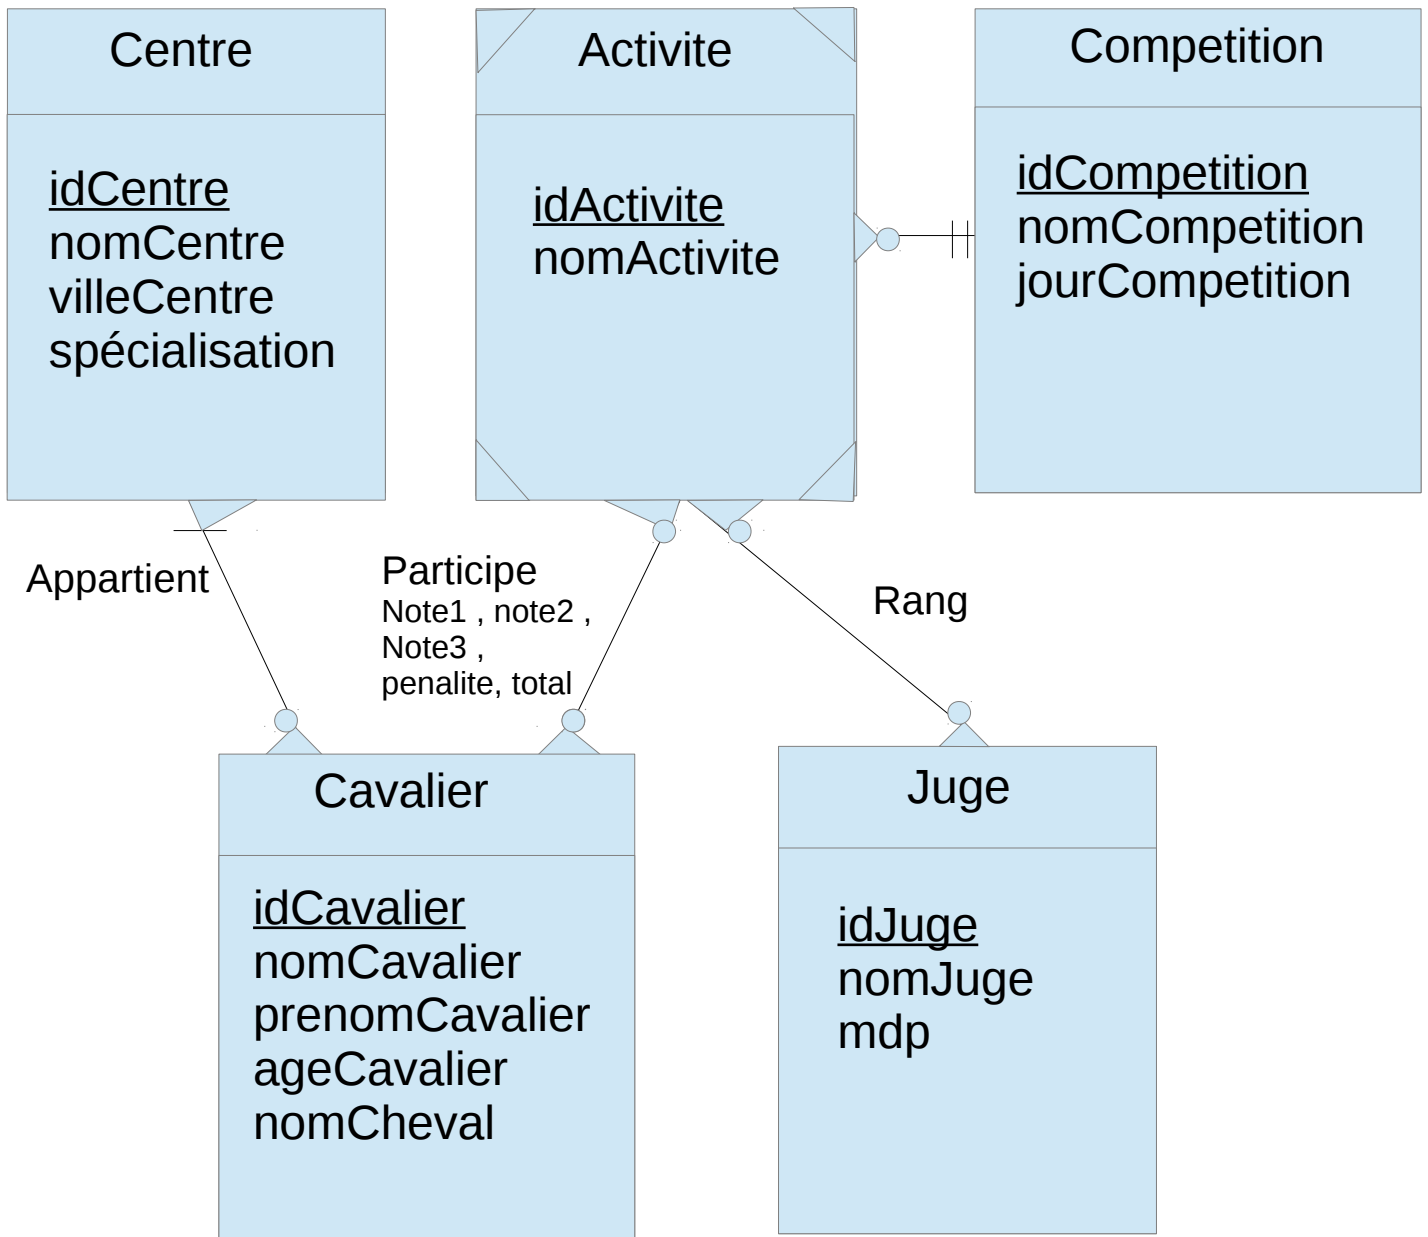 Centre
idCentre
nomCentre
villeCentre
spécialisation
Activite
idActivite
nomActivite
Competition
idCompetition
nomCompetition
jourCompetition
Appartient
Participe
Note1 , note2 ,
Note3 ,
penalite, total
Rang
Cavalier
idCavalier
nomCavalier
prenomCavalier
ageCavalier
nomCheval
Juge
idJuge
nomJuge
mdp